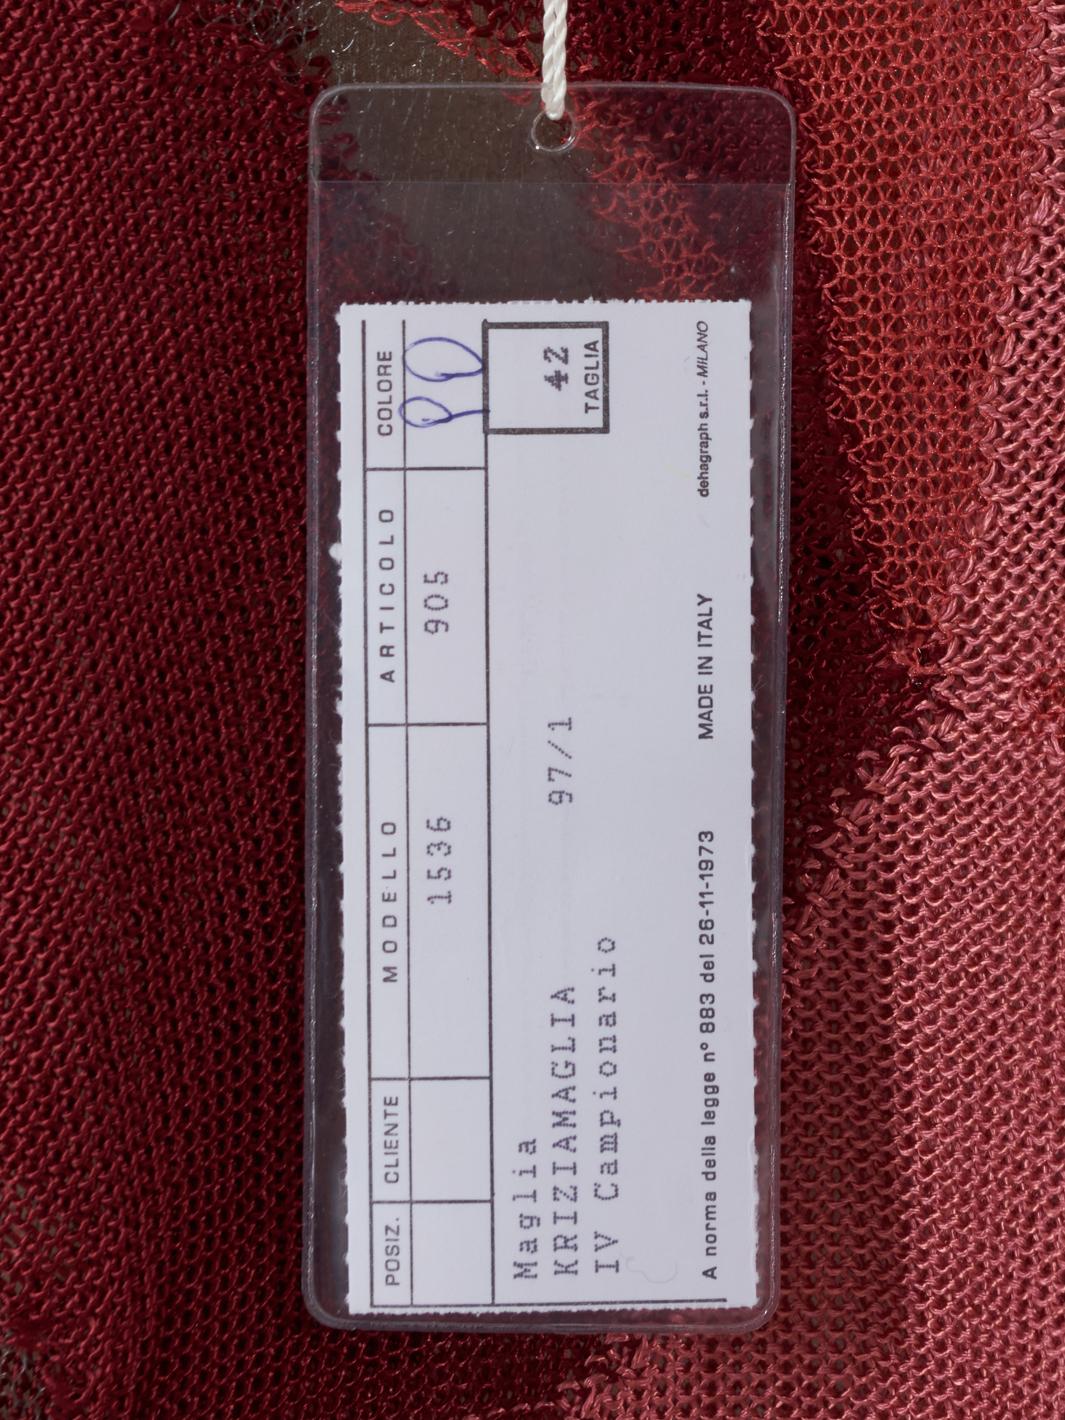 POSIZ. CLIENTE MODELLO ARTICOLO COLORE
1536 905 90
Maglia
KRIZIAMAGLIA 97/1 42
IV Campionario TAGLIA
A norma della legge n° 883 del 26-11-1973 MADE IN ITALY dehagraph s.r.l. - MILANO